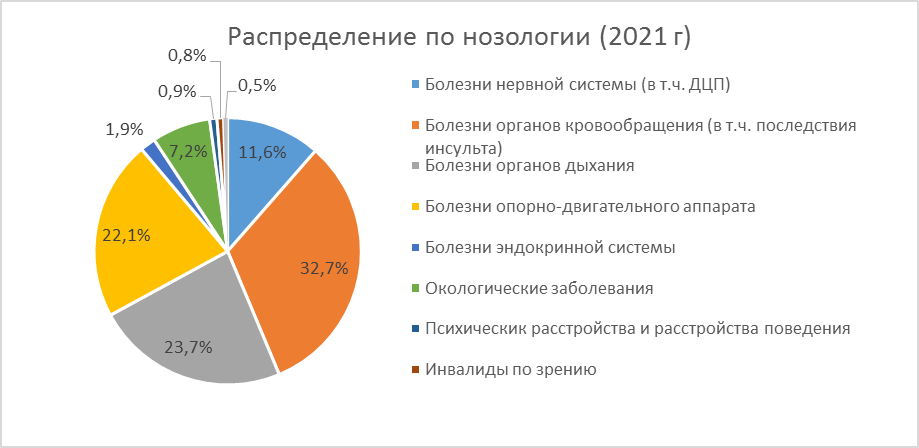 Распределение по нозологии (2021 г)
0,8%
0,5%
0,9%
1,9%
7,2%
11,6%
22,1%
32,7%
23,7%
Болезни нервной системы (в т.ч. ДЦП)
Болезни органов кровообращения (в т.ч. последствия
инсульта)
Болезни органов дыхания
Болезни опорно-двигательного аппарата
Болезни эндокринной системы
Окологические заболевания
Психическик расстройства и расстройства поведения
Инвалиды по зрению